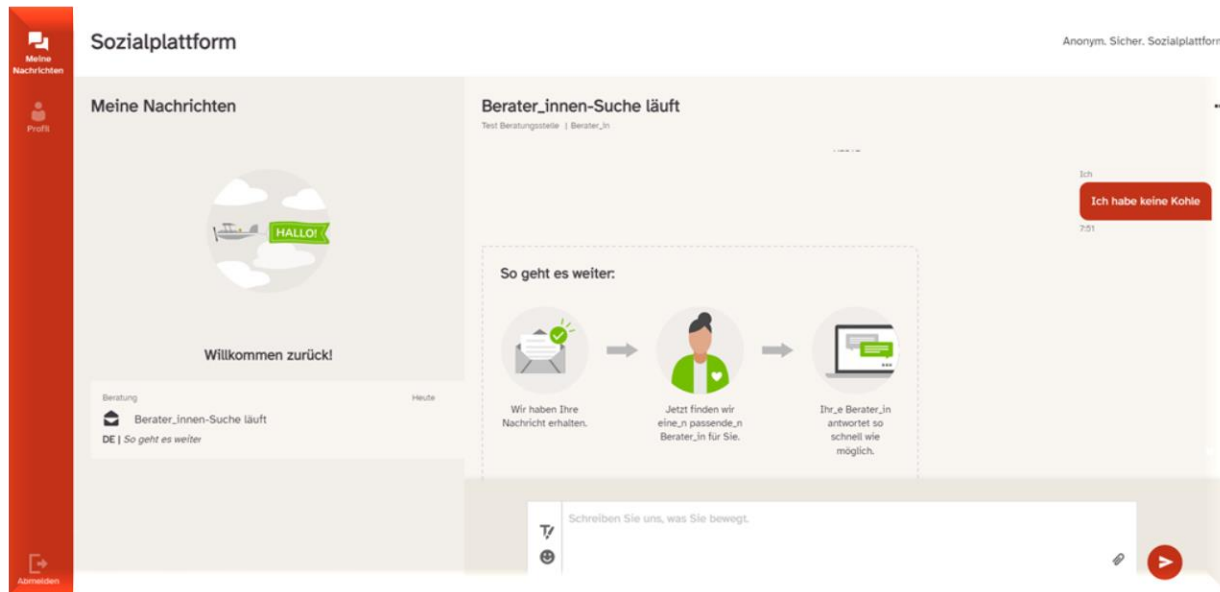 Meine
Nachrichten
Profil
Abmelden
Sozialplattform
Anonym. Sicher. Sozialplattform
Meine Nachrichten
HALLO!
Willkommen zurück!
Beratung
Heute
Berater_innen-Suche läuft
DE | So geht es weiter
Berater_innen-Suche läuft
Test Beratungsstelle | Berater_In
Ich
Ich habe keine Kohle
7:51
So geht es weiter:
Wir haben Ihre
Nachricht erhalten.
Jetzt finden wir
eine_n passende_n
Berater_in für Sie.
Ihr_e Berater_in
antwortet so
schnell wie
möglich.
Schreiben Sie uns, was Sie bewegt.